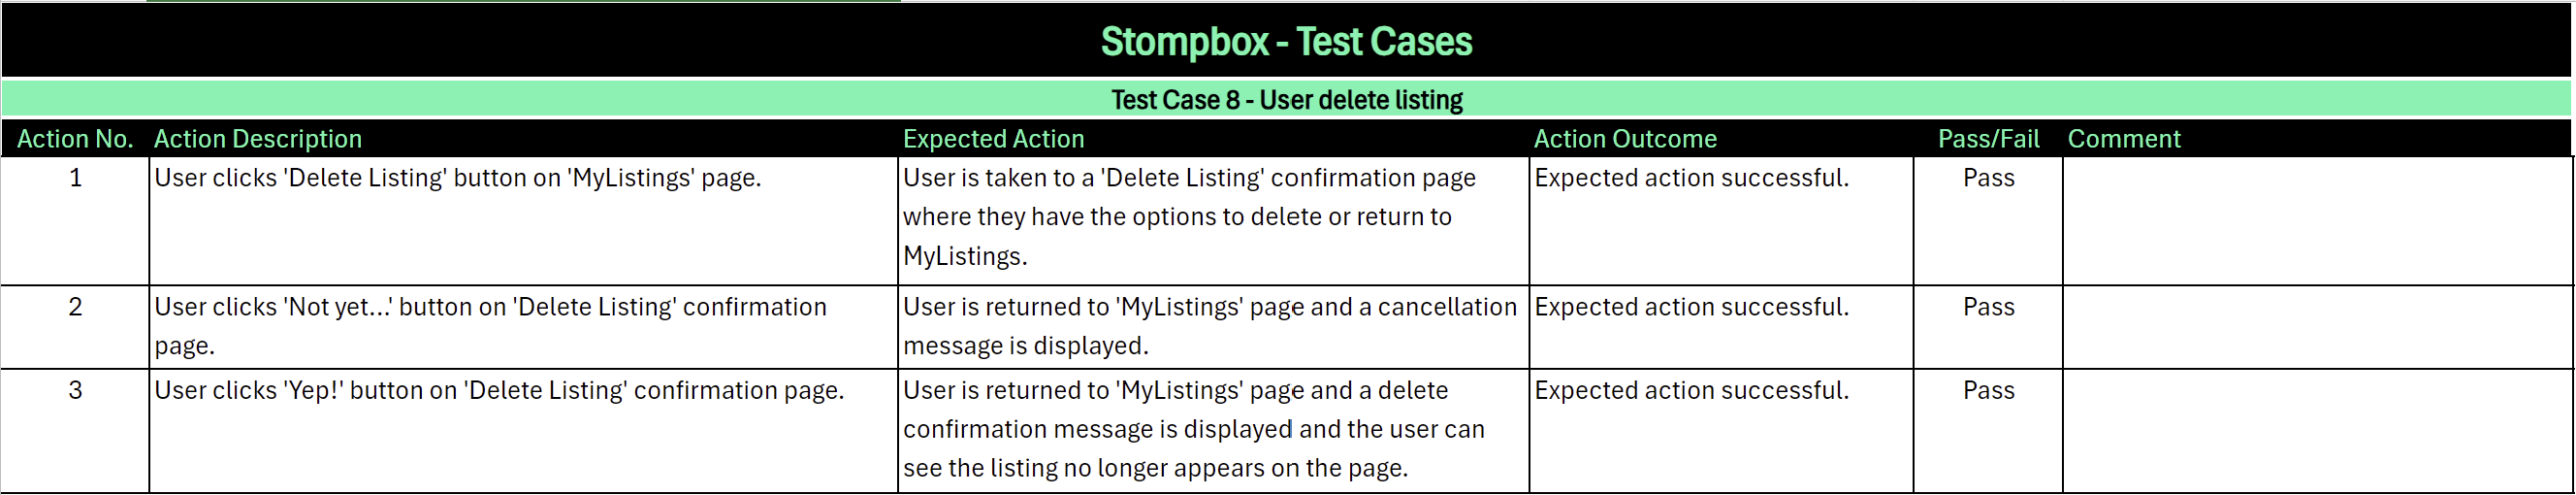 Stompbox - Test Cases
Test Case 8 - User delete listing
Action No. Action Description Expected Action Action Outcome Pass/Fail Comment
1 User clicks 'Delete Listing' button on 'MyListings' page. User is taken to a 'Delete Listing' confirmation page Expected action successful. Pass
where they have the options to delete or return to
MyListings.
2 User clicks 'Not yet...' button on 'Delete Listing' confirmation User is returned to 'MyListings' page and a cancellation Expected action successful. Pass
page. message is displayed.
3 User clicks 'Yep!' button on 'Delete Listing' confirmation page. User is returned to 'MyListings' page and a delete Expected action successful. Pass
confirmation message is displayed and the user can
see the listing no longer appears on the page.